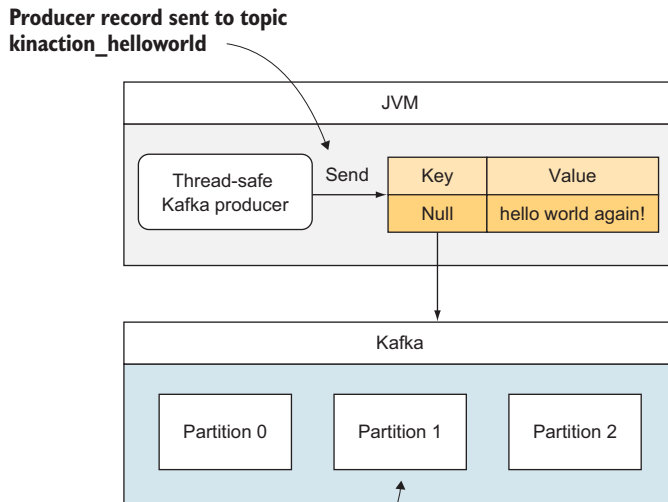 Producer record sent to topic
kinaction_helloworld
JVM
Thread-safe
Kafka producer
Send
Key
Value
Null
hello world again!
Kafka
Partition 0
Partition 1
Partition 2